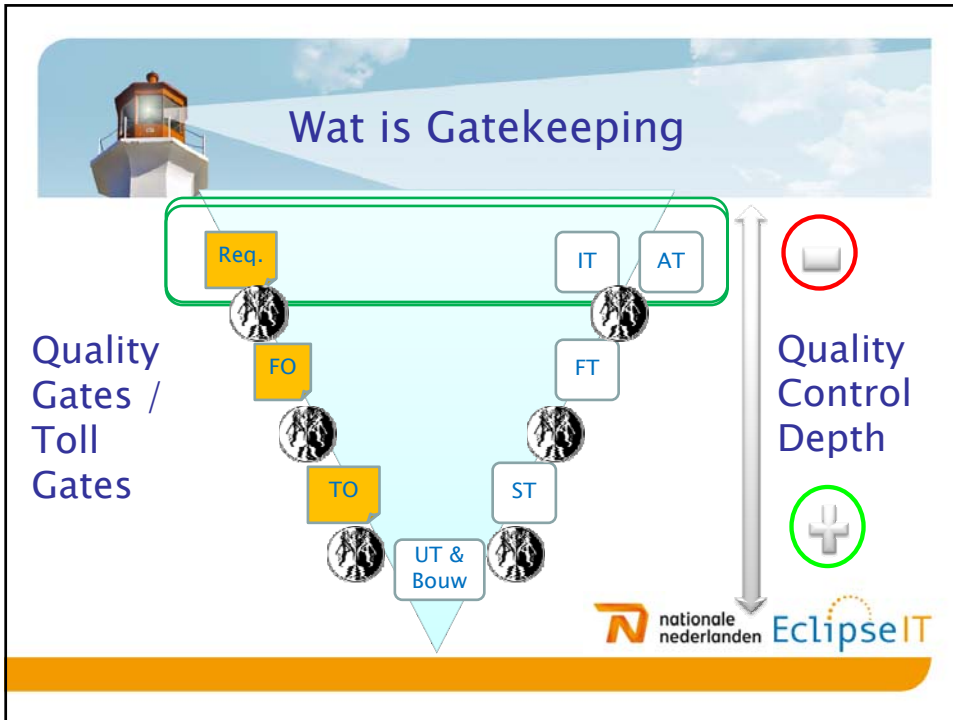 Wat is Gatekeeping
Req.
IT
AT
Quality
Gates /
Toll
Gates
FO
FT
Quality
Control
Depth
TO
ST
UT &
Bouw
nationale
nederlanden
EclipseIT